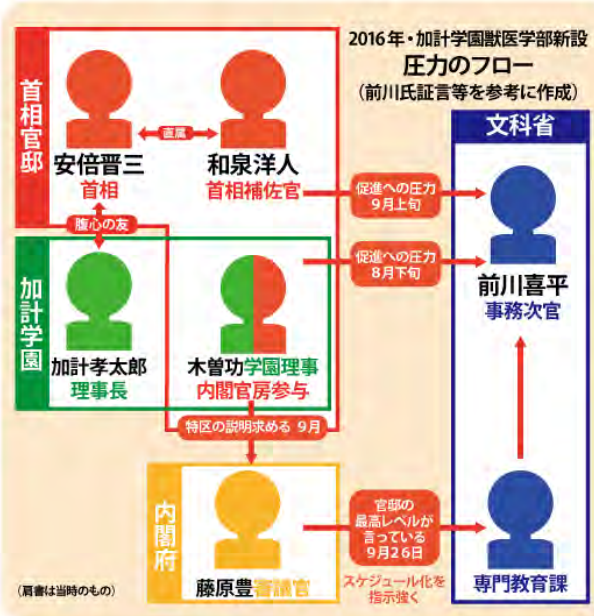 2016年・加計学園獣医学部新設
圧力のフロー
(前川氏証言等を参考に作成)
首相官邸
安倍晋三
首相
直属
和泉洋人
首相補佐官
促進への圧力
9月上旬
文科省
前川喜平
事務次官
腹心の友
加計学園
加計孝太郎
理事長
木曽功学園理事
内閣官房参与
促進への圧力
8月下旬
特区の説明求める 9月
内閣府
藤原豊審議官
官邸の
最高レベルが
言っている
9月26日
スケジュール化を
指示強く
専門教育課
(肩書は当時のもの)